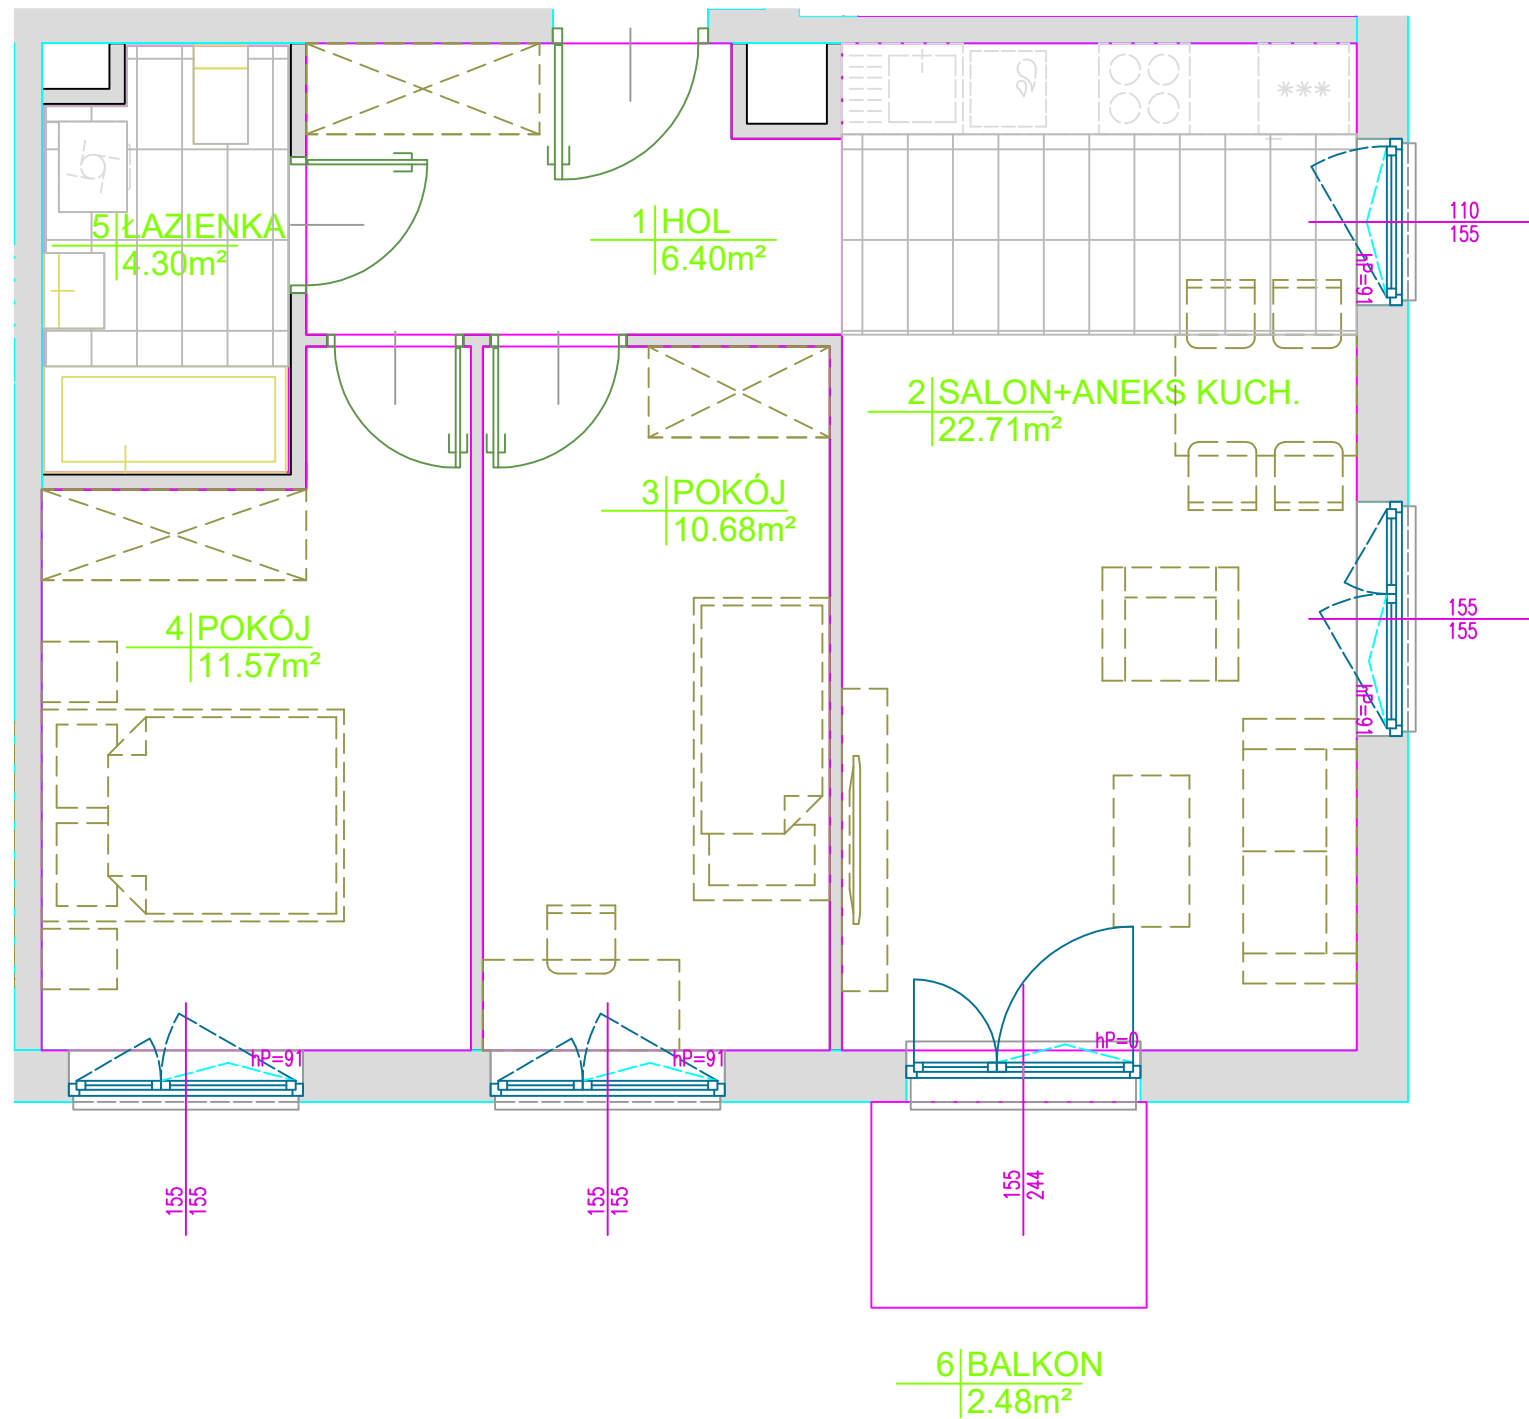 5 ŁAZIENKA
4.30m²
1 HOL
6.40m²
110
155
hP=91
2 SALON+ANEKS KUCH.
22.71m²
3 POKÓJ
10.68m²
155
155
hP=91
4 POKÓJ
11.57m²
hP=91
hP=91
hP=0
155
155
155
155
155
244
6 BALKON
2.48m²